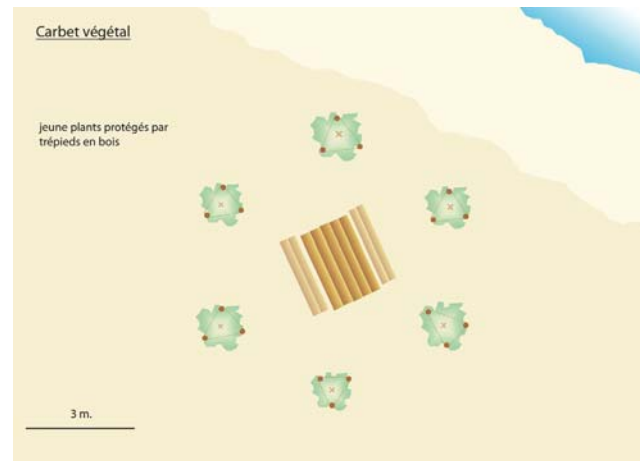 Carbet végétal
jeune plants protégés par
trépieds en bois
3 m.